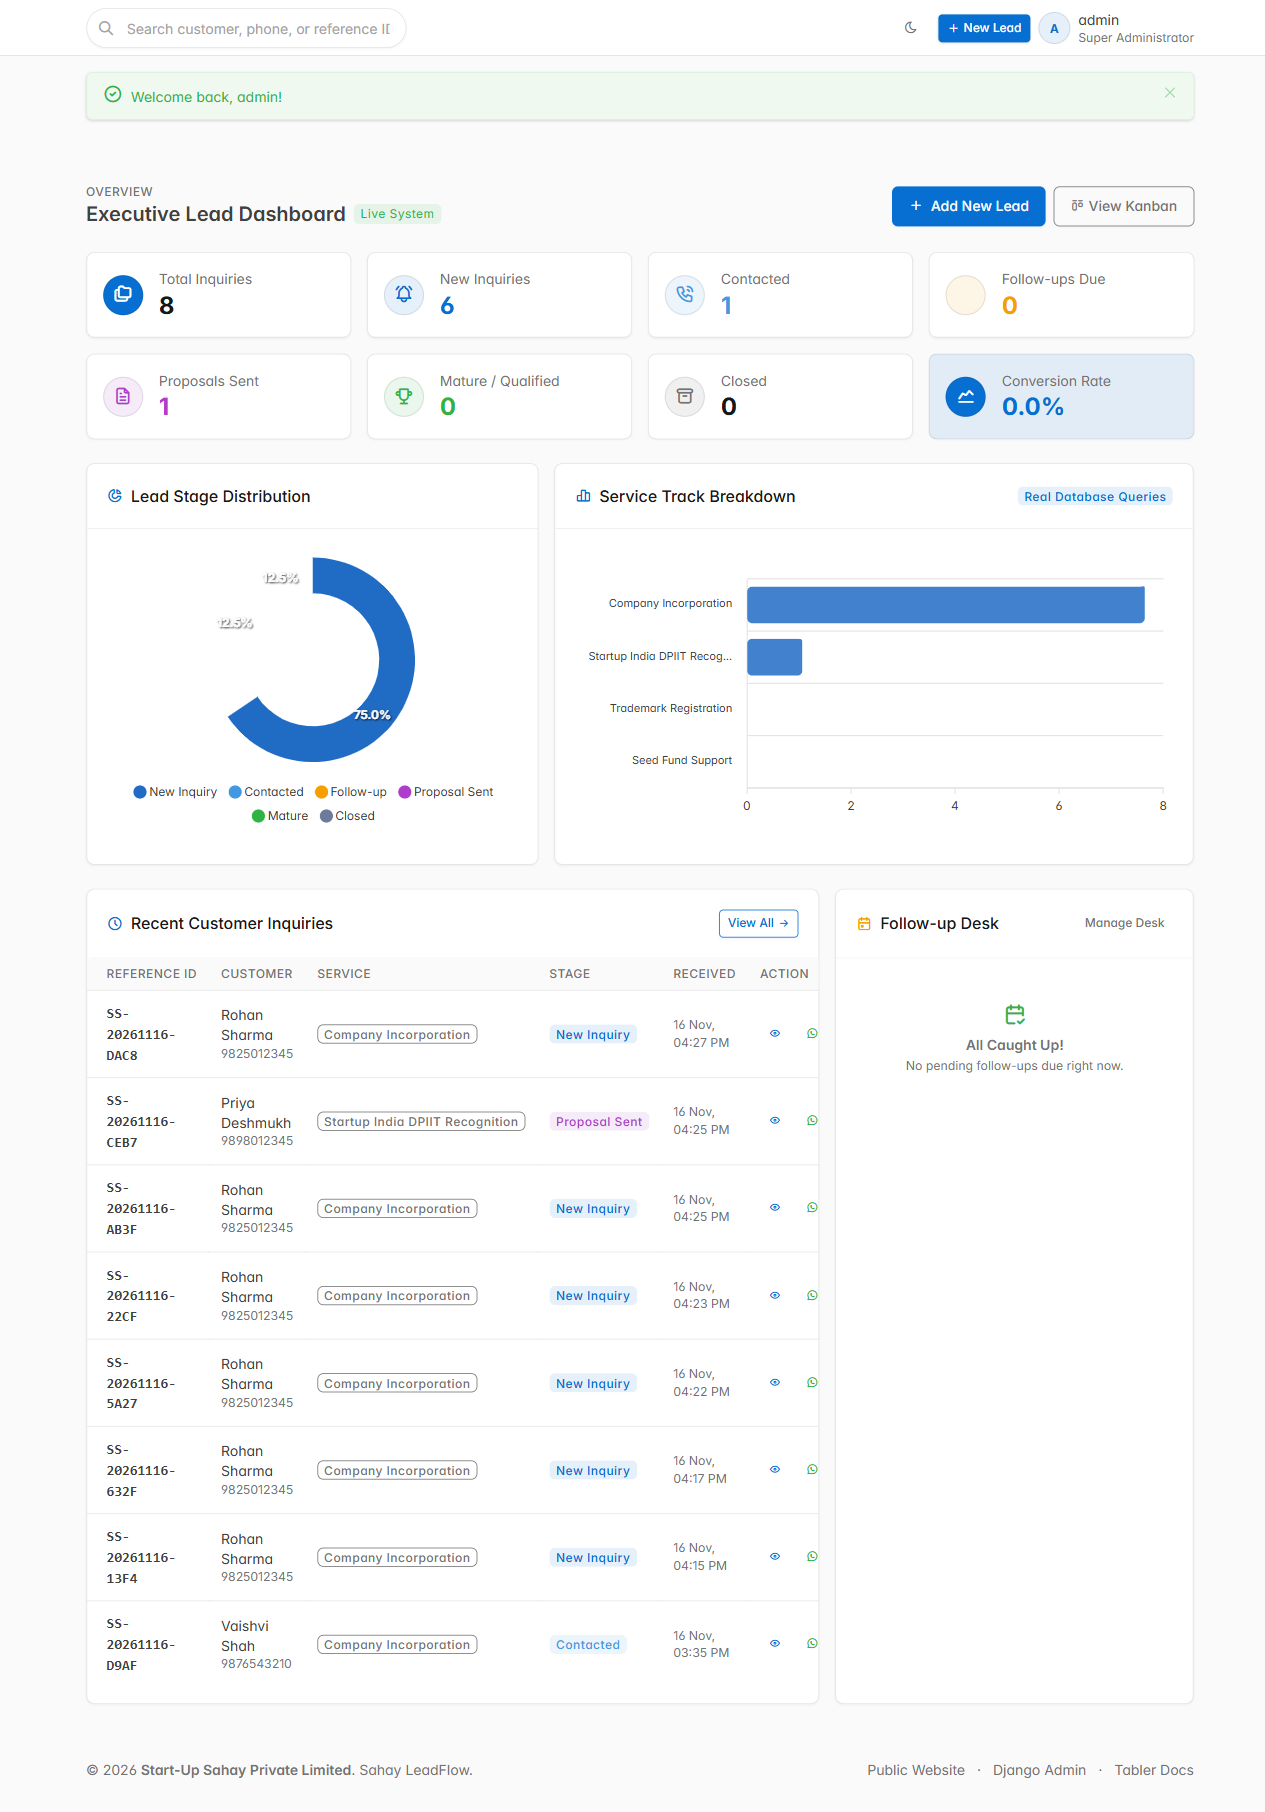 Search customer, phone, or reference ID
+ New Lead
A
admin
Super Administrator
Welcome back, admin!
OVERVIEW
Executive Lead Dashboard
Live System
+ Add New Lead
View Kanban
Total Inquiries
8
New Inquiries
6
Contacted
1
Follow-ups Due
0
Proposals Sent
1
Mature / Qualified
0
Closed
0
Conversion Rate
0.0%
Lead Stage Distribution
12.5%
12.5%
75.0%
New Inquiry
Contacted
Follow-up
Proposal Sent
Mature
Closed
Service Track Breakdown
Real Database Queries
Company Incorporation
Startup India DPIIT Recog...
Trademark Registration
Seed Fund Support
0 2 4 6 8
Recent Customer Inquiries
View All →
REFERENCE ID CUSTOMER SERVICE STAGE RECEIVED ACTION
SS-20261116-DAC8 Rohan Sharma 9825012345 Company Incorporation New Inquiry 16 Nov, 04:27 PM
SS-20261116-CEB7 Priya Deshmukh 9898012345 Startup India DPIIT Recognition Proposal Sent 16 Nov, 04:25 PM
SS-20261116-AB3F Rohan Sharma 9825012345 Company Incorporation New Inquiry 16 Nov, 04:25 PM
SS-20261116-22CF Rohan Sharma 9825012345 Company Incorporation New Inquiry 16 Nov, 04:23 PM
SS-20261116-5A27 Rohan Sharma 9825012345 Company Incorporation New Inquiry 16 Nov, 04:22 PM
SS-20261116-632F Rohan Sharma 9825012345 Company Incorporation New Inquiry 16 Nov, 04:17 PM
SS-20261116-13F4 Rohan Sharma 9825012345 Company Incorporation New Inquiry 16 Nov, 04:15 PM
SS-20261116-D9AF Vaishvi Shah 9876543210 Company Incorporation Contacted 16 Nov, 03:35 PM
Follow-up Desk
Manage Desk
All Caught Up!
No pending follow-ups due right now.
© 2026 Start-Up Sahay Private Limited. Sahay LeadFlow.
Public Website · Django Admin · Tabler Docs